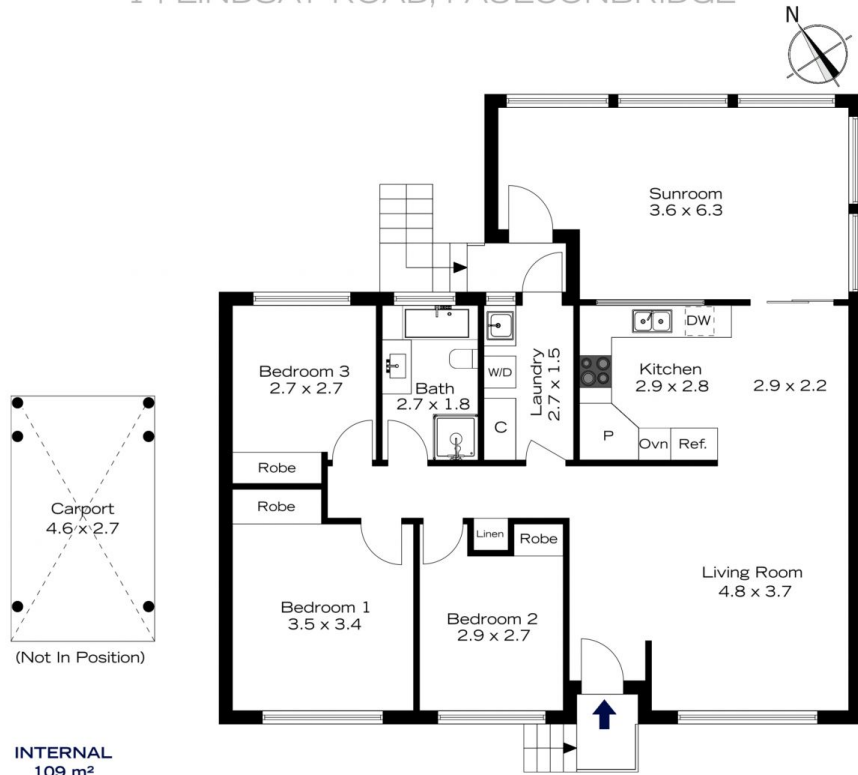 LINDSAY ROAD, FAULCONBRIDGE
N
Sunroom
3.6 x 6.3
Bedroom 3
2.7 x 2.7
Bath
2.7 x 1.8
Laundry
2.7 x 1.5
W/D
C
DW
Kitchen
2.9 x 2.8
P
Ovn
Ref.
2.9 x 2.2
Robe
Robe
Carport
4.6 x 2.7
(Not In Position)
Bedroom 1
3.5 x 3.4
Linen
Robe
Bedroom 2
2.9 x 2.7
Living Room
4.8 x 3.7
INTERNAL
109 m²